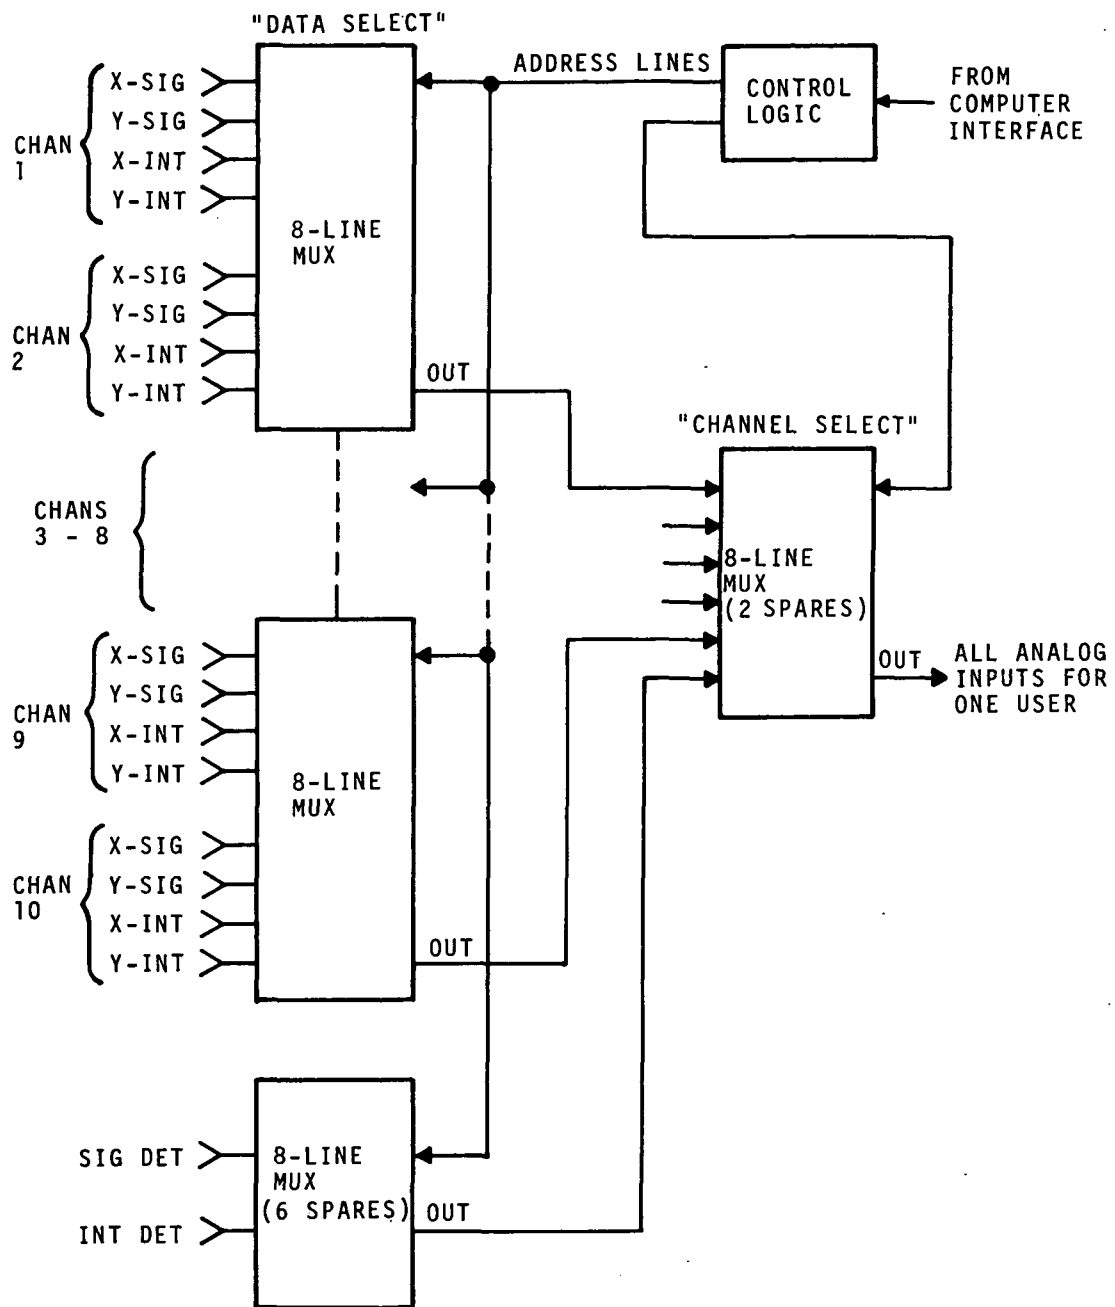 "DATA SELECT"
CHAN
1
X-SIG
Y-SIG
X-INT
Y-INT
CHAN
2
X-SIG
Y-SIG
X-INT
Y-INT
8-LINE
MUX
OUT
ADDRESS LINES
CONTROL
LOGIC
FROM
COMPUTER
INTERFACE
CHANS
3 - 8
"CHANNEL SELECT"
8-LINE
MUX
(2 SPARES)
OUT
ALL ANALOG
INPUTS FOR
ONE USER
CHAN
9
X-SIG
Y-SIG
X-INT
Y-INT
CHAN
10
X-SIG
Y-SIG
X-INT
Y-INT
8-LINE
MUX
OUT
SIG DET
INT DET
8-LINE
MUX
(6 SPARES)
OUT